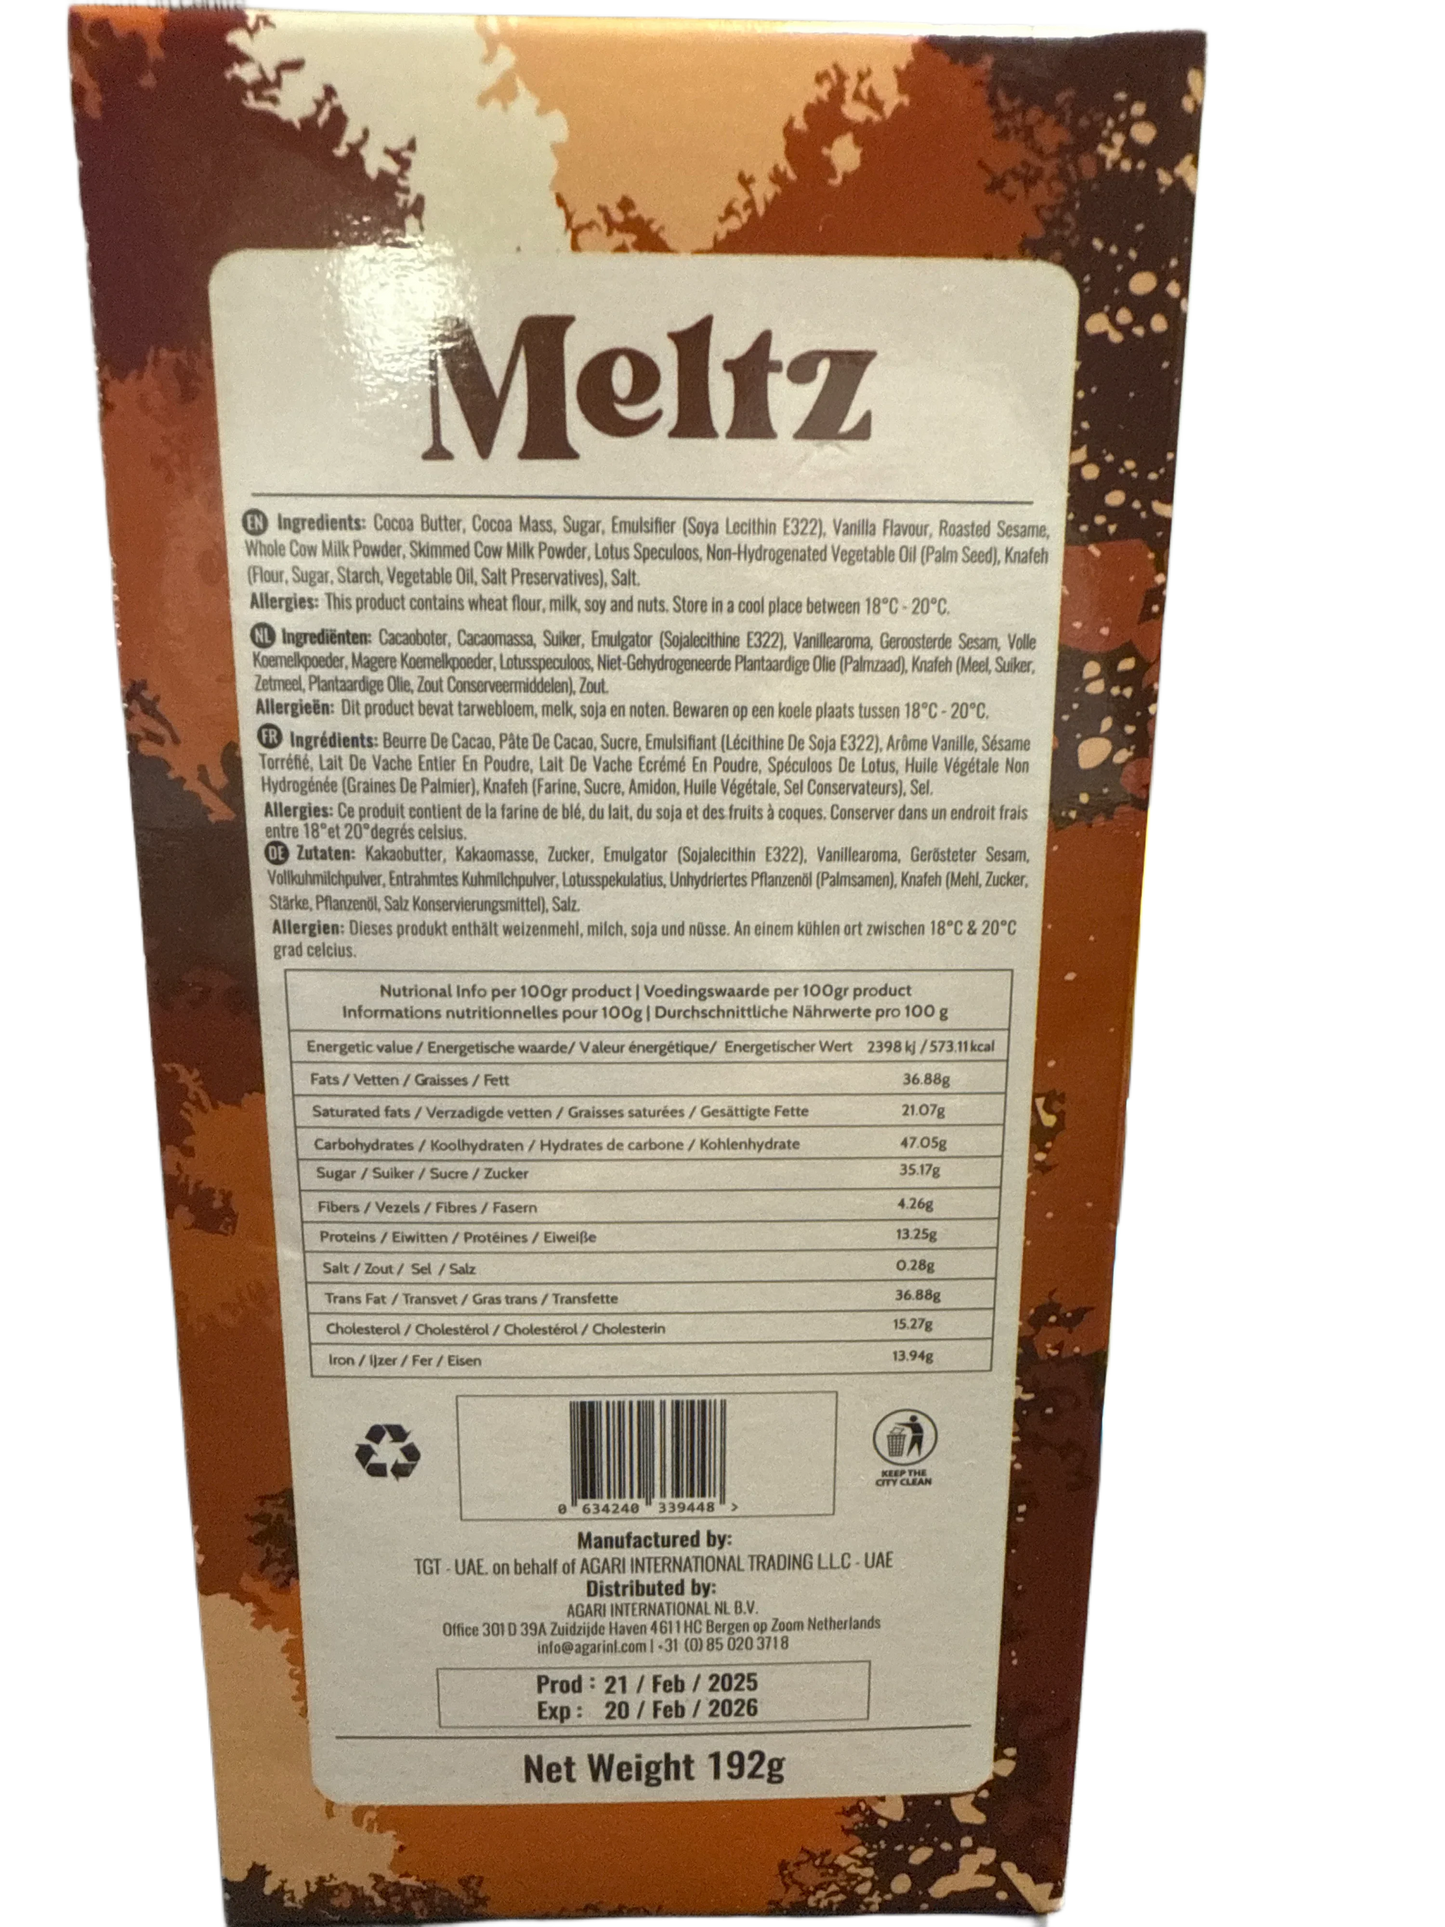 Meltz
EN Ingredients: Cocoa Butter, Cocoa Mass, Sugar, Emulsifier (Soya Lecithin E322), Vanilla Flavour, Roasted Sesame,
Whole Cow Milk Powder, Skimmed Cow Milk Powder, Lotus Speculoos, Non-Hydrogenated Vegetable Oil (Palm Seed), Knafeh
(Flour, Sugar, Starch, Vegetable Oil, Salt Preservatives), Salt.
Allergies: This product contains wheat flour, milk, soy and nuts. Store in a cool place between 18°C - 20°C.
NL Ingrediënten: Cacaoboter, Cacaomassa, Suiker, Emulgator (Sojalecithine E322), Vanillearoma, Geroosterde Sesam, Volle
Koemelkpoeder, Magere Koemelkpoeder, Lotusspeculoos, Niet-Gehydrogeneerde Plantaardige Olie (Palmzaad), Knafeh (Meel, Suiker,
Zetmeel, Plantaardige Olie, Zout Conserveermiddelen), Zout.
Allergieën: Dit product bevat tarwebloem, melk, soja en noten. Bewaren op een koele plaats tussen 18°C - 20°C.
FR Ingrédients: Beurre De Cacao, Pâte De Cacao, Sucre, Emulsifiant (Lécithine De Soja E322), Arôme Vanille, Sésame
Torréfié, Lait De Vache Entier En Poudre, Lait De Vache Ecrémé En Poudre, Spéculoos De Lotus, Huile Végétale Non
Hydrogénée (Graines De Palmier), Knafeh (Farine, Sucre, Amidon, Huile Végétale, Sel Conservateurs), Sel.
Allergies: Ce produit contient de la farine de blé, du lait, du soja et des fruits à coques. Conserver dans un endroit frais
entre 18°et 20°degrés celsius.
DE Zutaten: Kakaobutter, Kakaomasse, Zucker, Emulgator (Sojalecithin E322), Vanillearoma, Gerösteter Sesam,
Vollkuhmilchpulver, Entrahmtes Kuhmilchpulver, Lotusspekulatius, Unhydriertes Pflanzenöl (Palmsamen), Knafeh (Mehl, Zucker,
Stärke, Pflanzenöl, Salz Konservierungsmittel), Salz.
Allergien: Dieses produkt enthält weizenmehl, milch, soja und nüsse. An einem kühlen ort zwischen 18°C & 20°C
grad celcius.
Nutrional Info per 100gr product | Voedingswaarde per 100gr product
Informations nutritionnelles pour 100g | Durchschnittliche Nährwerte pro 100 g
Energetic value / Energetische waarde/ Valeur énergétique/ Energetischer Wert 2398 kj / 573.11 kcal
Fats / Vetten / Graisses / Fett 36.88g
Saturated fats / Verzadigde vetten / Graisses saturées / Gesättigte Fette 21.07g
Carbohydrates / Koolhydraten / Hydrates de carbone / Kohlenhydrate 47.05g
Sugar / Suiker / Sucre / Zucker 35.17g
Fibers / Vezels / Fibres / Fasern 4.26g
Proteins / Eiwitten / Protéines / Eiweiße 13.25g
Salt / Zout / Sel / Salz 0.28g
Trans Fat / Transvet / Gras trans / Transfette 36.88g
Cholesterol / Cholestérol / Cholestérol / Cholesterin 15.27g
Iron / IJzer / Fer / Eisen 13.94g
0 634240 339448 >
KEEP THE
CITY CLEAN
Manufactured by:
TGT - UAE. on behalf of AGARI INTERNATIONAL TRADING L.L.C - UAE
Distributed by:
AGARI INTERNATIONAL NL B.V.
Office 301 D 39A Zuidzijde Haven 4611 HC Bergen op Zoom Netherlands
info@agarinl.com | +31 (0) 85 020 3718
Prod : 21 / Feb / 2025
Exp : 20 / Feb / 2026
Net Weight 192g